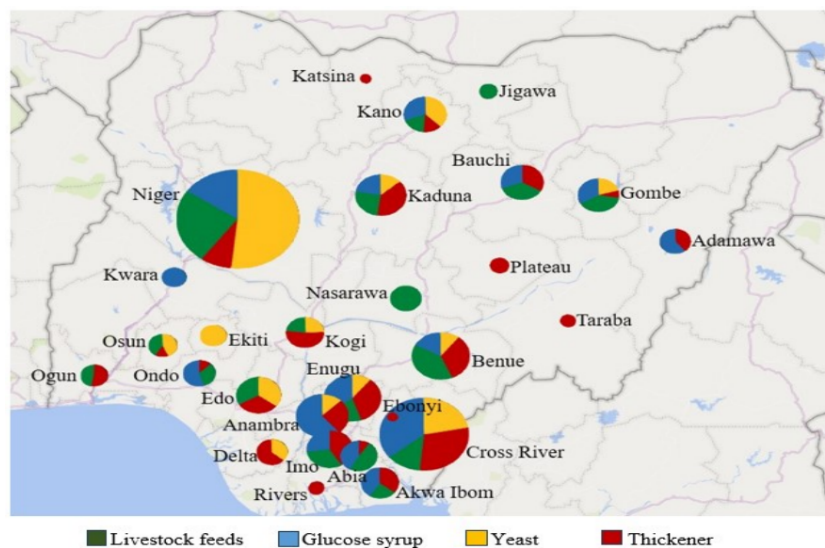 Katsina
Jigawa
Kano
Bauchi
Gombe
Niger
Kaduna
Adamawa
Kwara
Plateau
Nasarawa
Taraba
Osun
Ekiti
Kogi
Benue
Ogun
Ondo
Enugu
Edo
Ebonyi
Anambra
Cross River
Delta
Imo
Abia
Rivers
Akwa Ibom
Livestock feeds
Glucose syrup
Yeast
Thickener